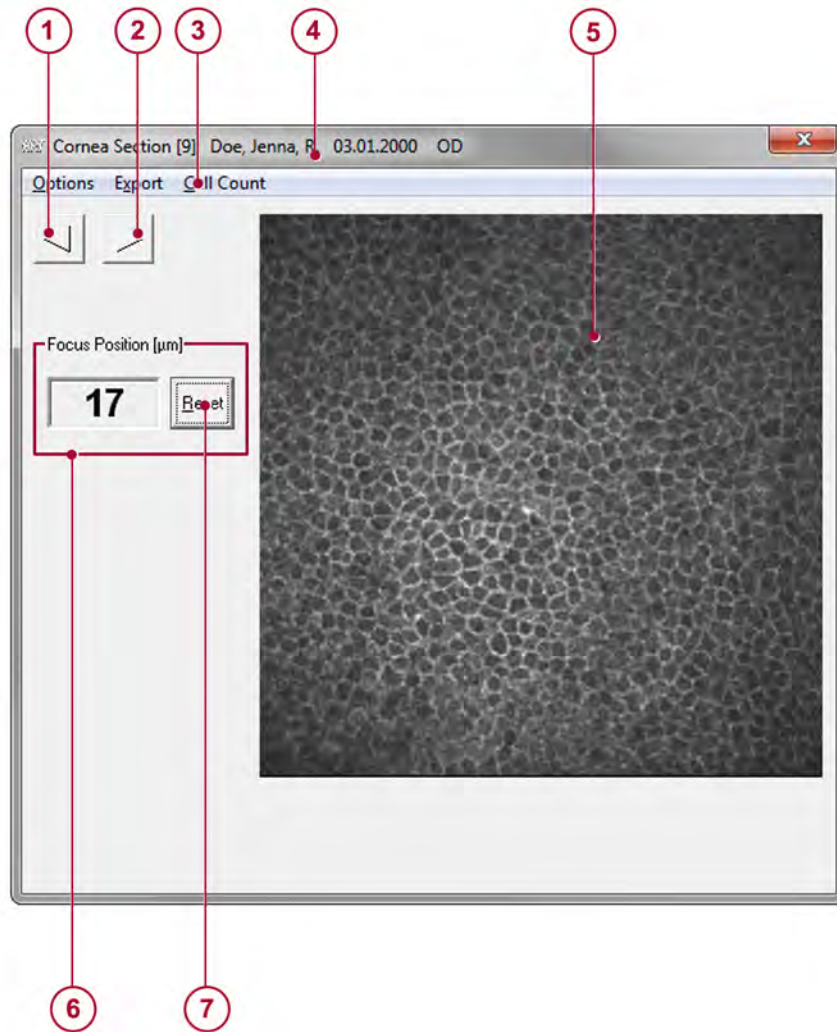 1 2 3 4 5
Cornea Section [9] Doe, Jenna, R. 03.01.2000 OD
Options Export Cell Count
Focus Position [µm]
17 Reset
6 7